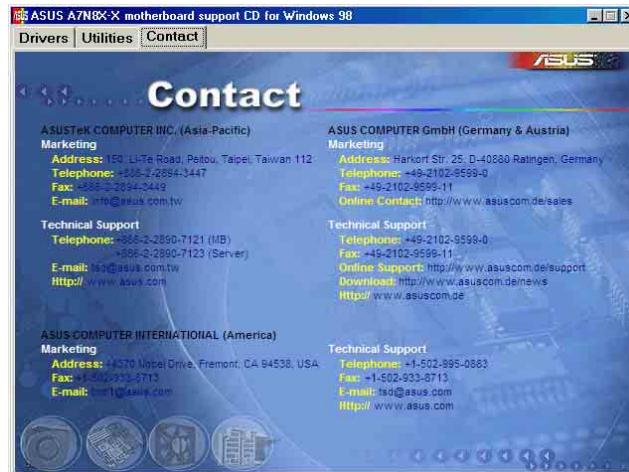 ASUS A7N8X-X motherboard support CD for Windows 98
Drivers Utilities Contact
ASUS
Contact
ASUSTeK COMPUTER INC. (Asia-Pacific)
Marketing
Address: 150, Li-Te Road, Peitou, Taipei, Taiwan 112
Telephone: +886-2-2894-3447
Fax: +886-2-2894-3449
E-mail: info@asus.com.tw
Technical Support
Telephone: +886-2-2890-7121 (MB)
+886-2-2890-7123 (Server)
E-mail: tsd@asus.com.tw
Http:// www.asus.com
ASUS COMPUTER GmbH (Germany & Austria)
Marketing
Address: Harkort Str. 25, D-40880 Ratingen, Germany
Telephone: +49-2102-9599-0
Fax: +49-2102-9599-11
Online Contact: http://www.asuscom.de/sales
Technical Support
Telephone: +49-2102-9599-0
Fax: +49-2102-9599-11
Online Support: http://www.asuscom.de/support
Download: http://www.asuscom.de/news
Http:// www.asuscom.de
ASUS COMPUTER INTERNATIONAL (America)
Marketing
Address: 44370 Nobel Drive, Fremont, CA 94538, USA
Fax: +1-502-933-8713
E-mail: tmd1@asus.com
Technical Support
Telephone: +1-502-995-0883
Fax: +1-502-933-8713
E-mail: tsd@asus.com
Http:// www.asus.com